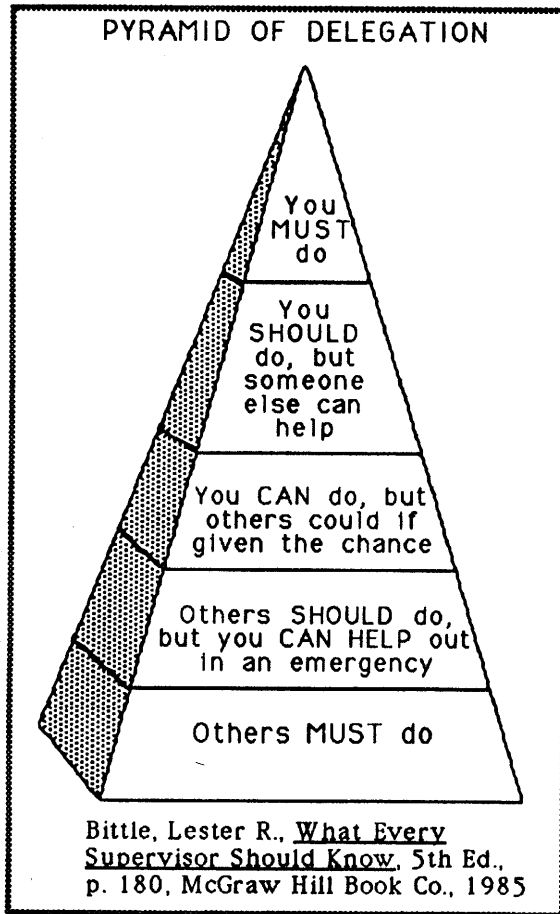 PYRAMID OF DELEGATION
You
MUST
do
You
SHOULD
do, but
someone
else can
help
You CAN do, but
others could if
given the chance
Others SHOULD do,
but you CAN HELP out
in an emergency
Others MUST do
Bittle, Lester R., What Every
Supervisor Should Know, 5th Ed.,
p. 180, McGraw Hill Book Co., 1985